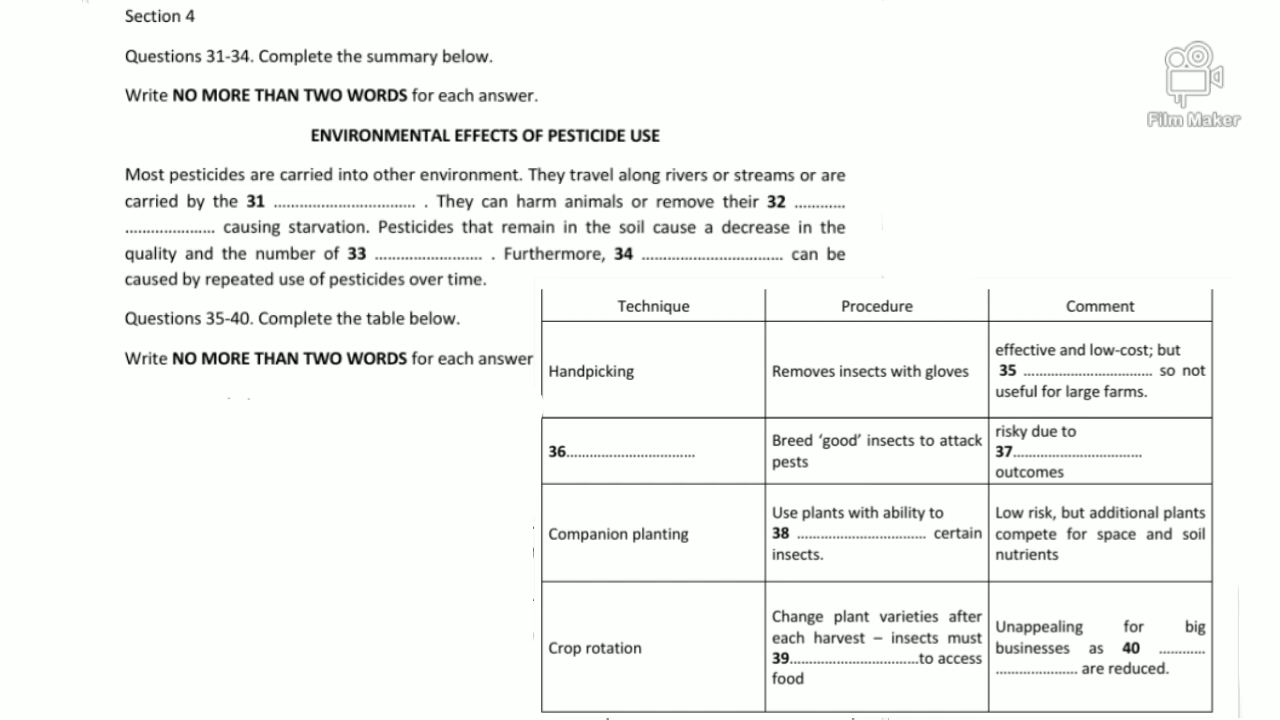 Section 4
Questions 31-34. Complete the summary below.
Write NO MORE THAN TWO WORDS for each answer.
Film Maker
ENVIRONMENTAL EFFECTS OF PESTICIDE USE
Most pesticides are carried into other environment. They travel along rivers or streams or are
carried by the 31 ................................ . They can harm animals or remove their 32 ............
..................... causing starvation. Pesticides that remain in the soil cause a decrease in the
quality and the number of 33 ......................... . Furthermore, 34 ................................. can be
caused by repeated use of pesticides over time.
Questions 35-40. Complete the table below.
Write NO MORE THAN TWO WORDS for each answer
Technique
Procedure
Comment
Handpicking
Removes insects with gloves
effective and low-cost; but
35 .............................. so not
useful for large farms.
36..............................
Breed ‘good’ insects to attack
pests
risky due to
37..............................
outcomes
Companion planting
Use plants with ability to
38 .............................. certain
insects.
Low risk, but additional plants
compete for space and soil
nutrients
Crop rotation
Change plant varieties after
each harvest – insects must
39..............................to access
food
Unappealing for big
businesses as 40 ...........
................... are reduced.